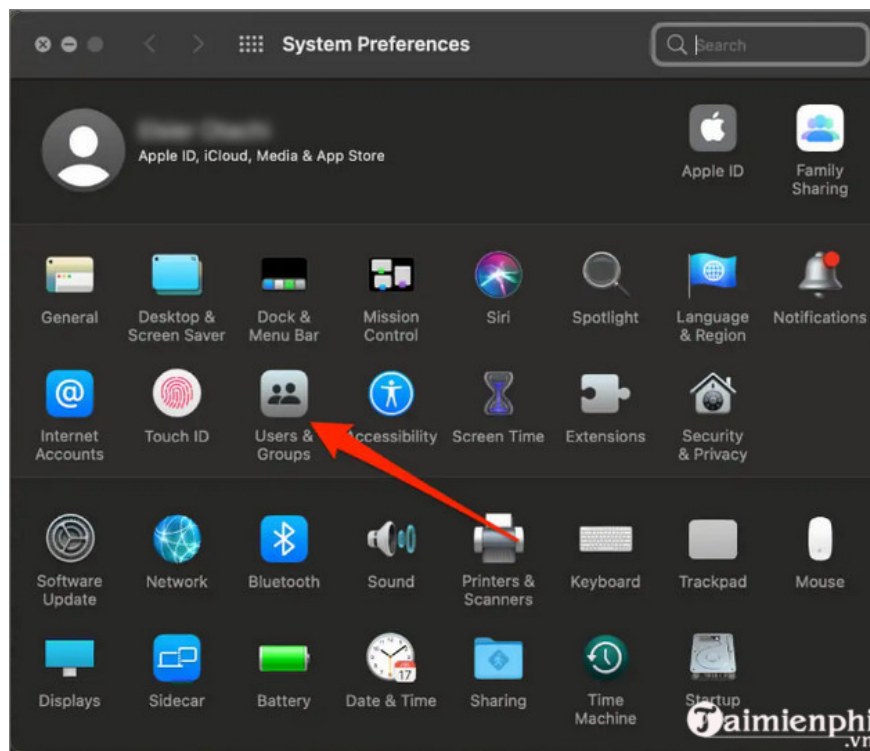 System Preferences
Search
Apple ID, iCloud, Media & App Store
Apple ID
Family
Sharing
General
Desktop &
Screen Saver
Dock &
Menu Bar
Mission
Control
Siri
Spotlight
Language
& Region
Notifications
Internet
Accounts
Touch ID
Users &
Groups
Accessibility
Screen Time
Extensions
Security
& Privacy
Software
Update
Network
Bluetooth
Sound
Printers &
Scanners
Keyboard
Trackpad
Mouse
Displays
Sidecar
Battery
Date & Time
17
Sharing
Time
Machine
Startup
Taimienphi
.vn